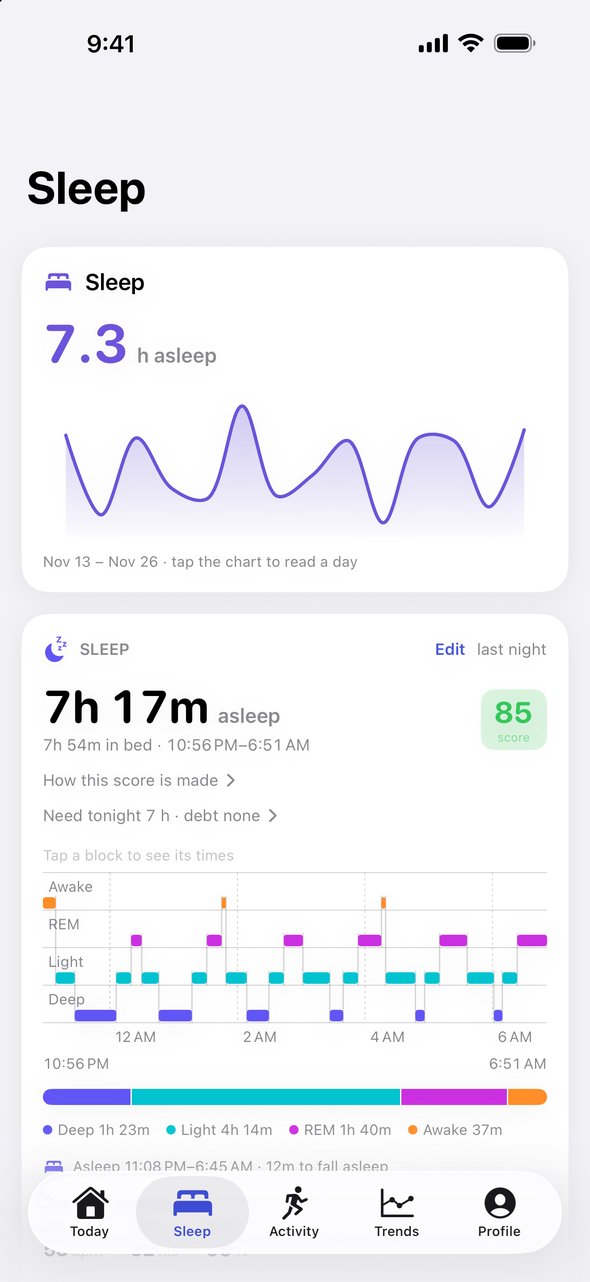 9:41
Sleep
Sleep
7.3 h asleep
Nov 13 – Nov 26 · tap the chart to read a day
SLEEP Edit last night
7h 17m asleep 85
score
7h 54m in bed · 10:56 PM–6:51 AM
How this score is made
Need tonight 7 h · debt none
Tap a block to see its times
Awake
REM
Light
Deep
12 AM 2 AM 4 AM 6 AM
10:56 PM 6:51 AM
Deep 1h 23m Light 4h 14m REM 1h 40m Awake 37m
Asleep 11:08 PM–6:45 AM · 12m to fall asleep
Today Sleep Activity Trends Profile